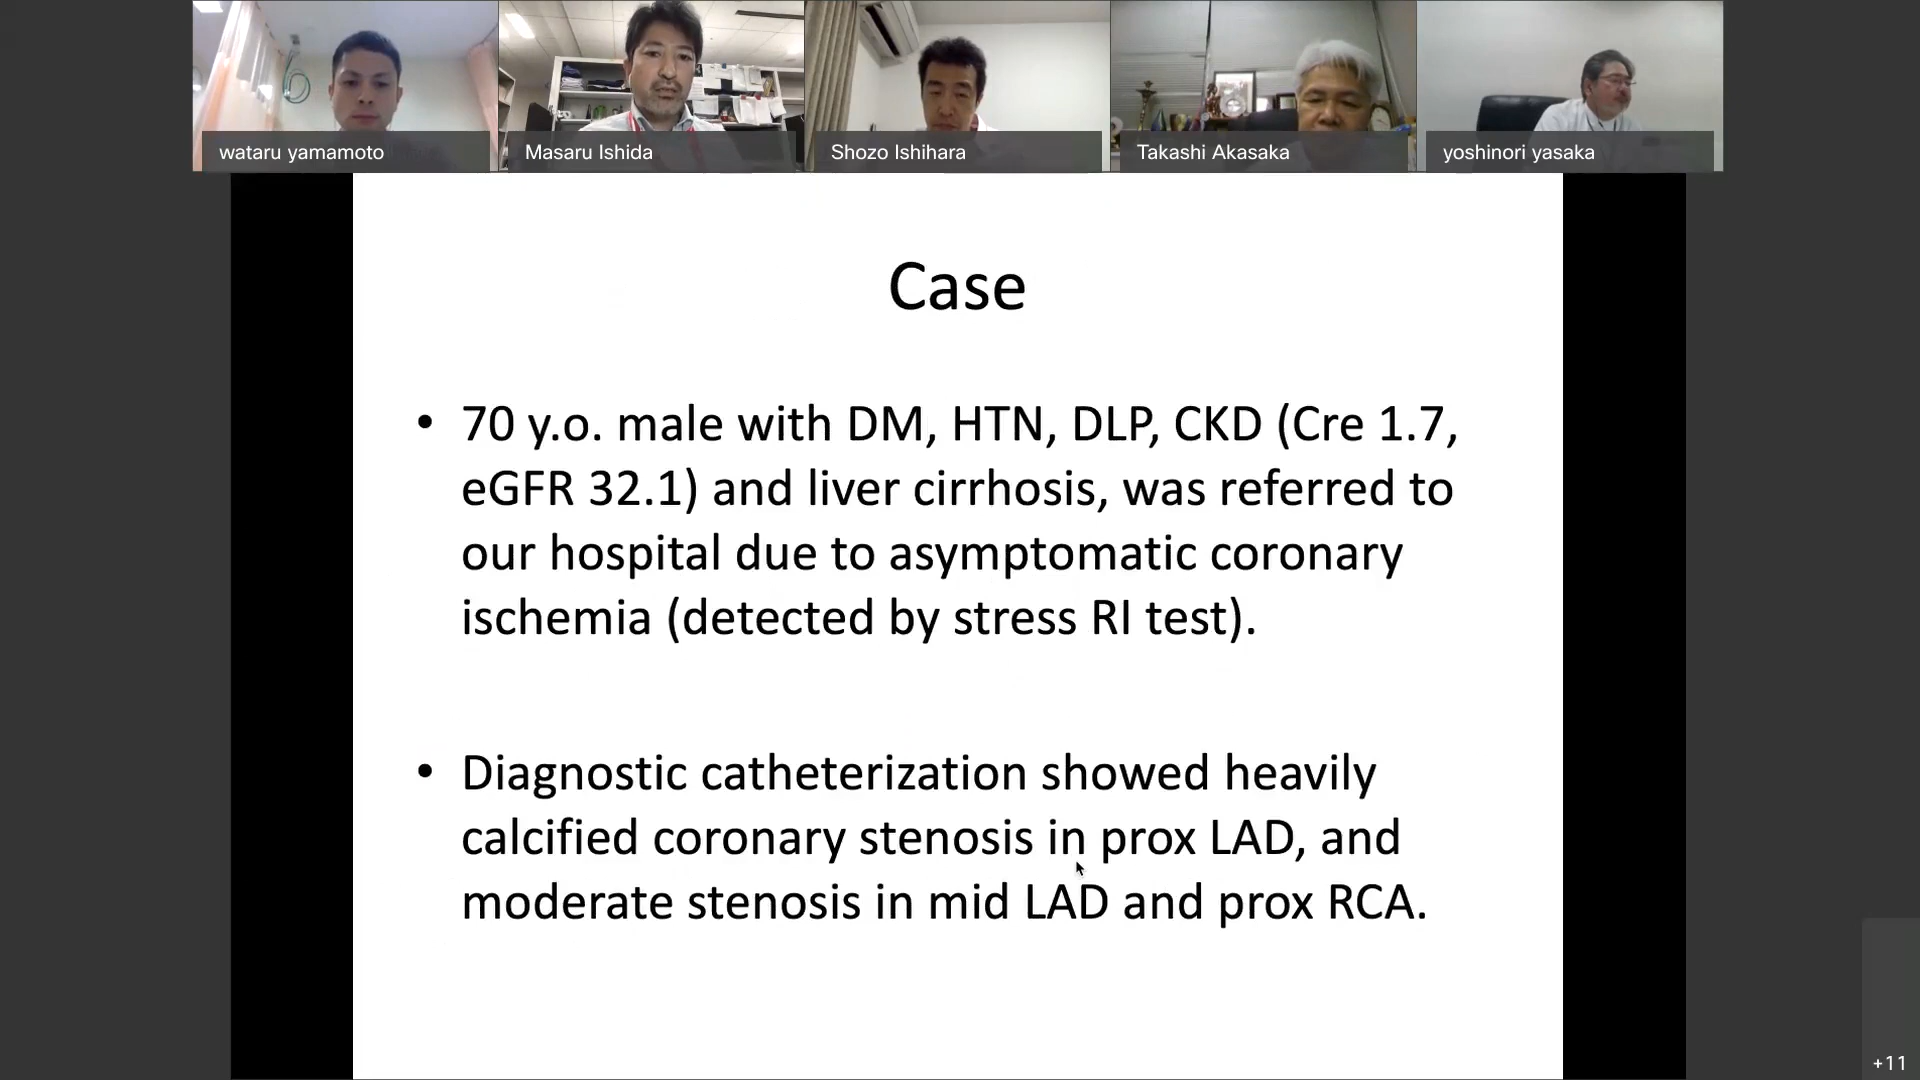 wataru yamamoto
Masaru Ishida
Shozo Ishihara
Takashi Akasaka
yoshinori yasaka
Case
• 70 y.o. male with DM, HTN, DLP, CKD (Cre 1.7,
eGFR 32.1) and liver cirrhosis, was referred to
our hospital due to asymptomatic coronary
ischemia (detected by stress RI test).
• Diagnostic catheterization showed heavily
calcified coronary stenosis in prox LAD, and
moderate stenosis in mid LAD and prox RCA.
+11